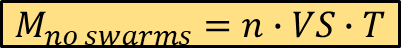 M_{no swarms} = n · VS · T